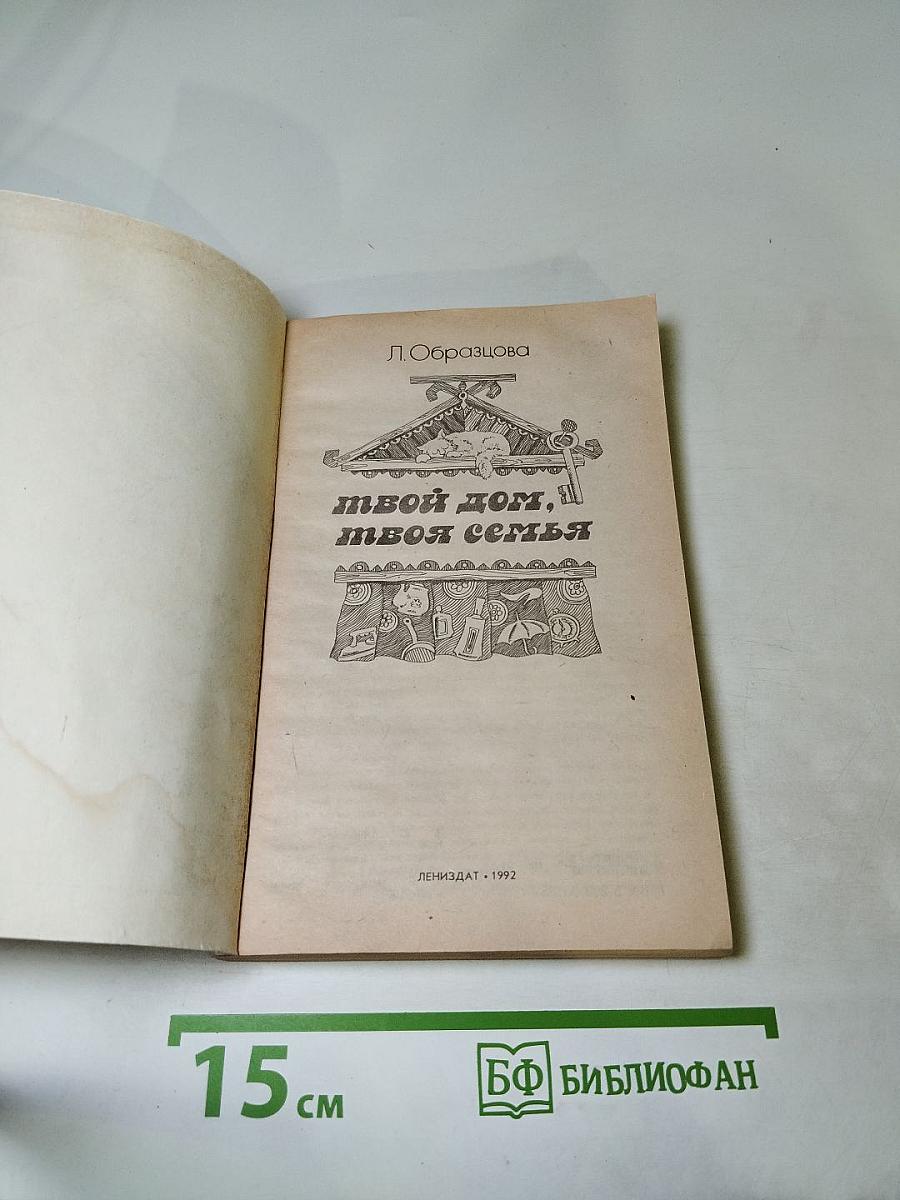 Л. Образцова
твой дом,
твоя семья
ЛЕНИЗДАТ • 1992
15 см
БФ БИБЛИОФАН